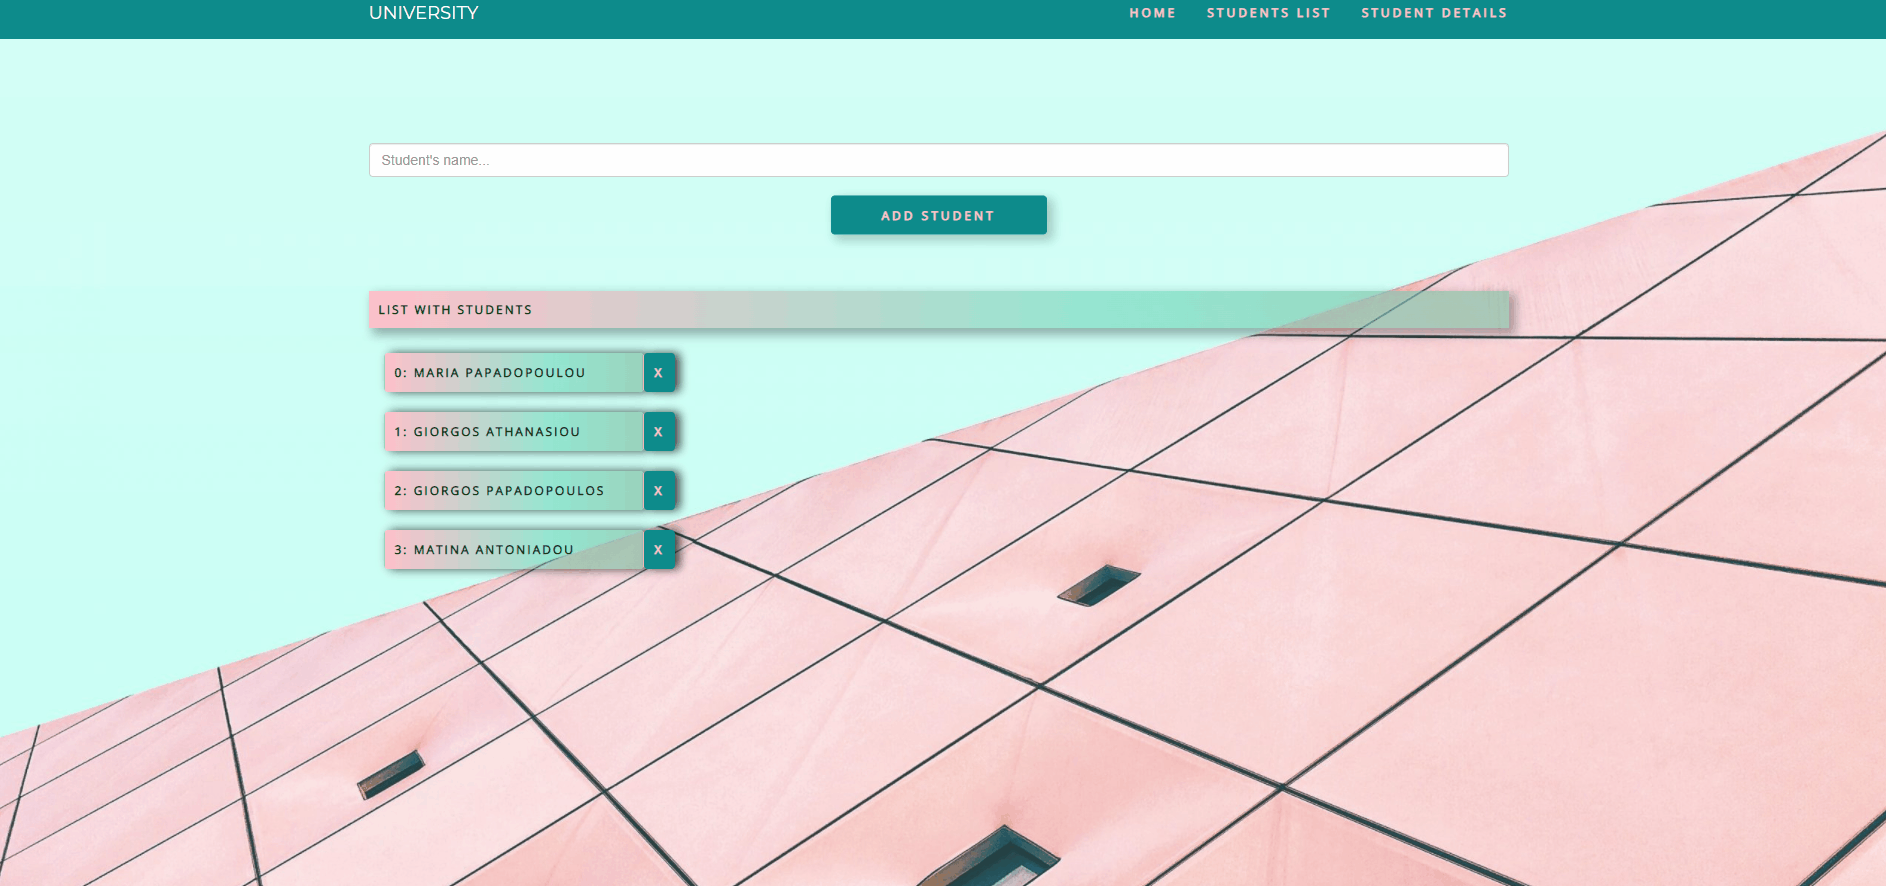 UNIVERSITY
HOME STUDENTS LIST STUDENT DETAILS
Student's name...
ADD STUDENT
LIST WITH STUDENTS
0: MARIA PAPADOPOULOU X
1: GIORGOS ATHANASIOU X
2: GIORGOS PAPADOPOULOS X
3: MATINA ANTONIADOU X